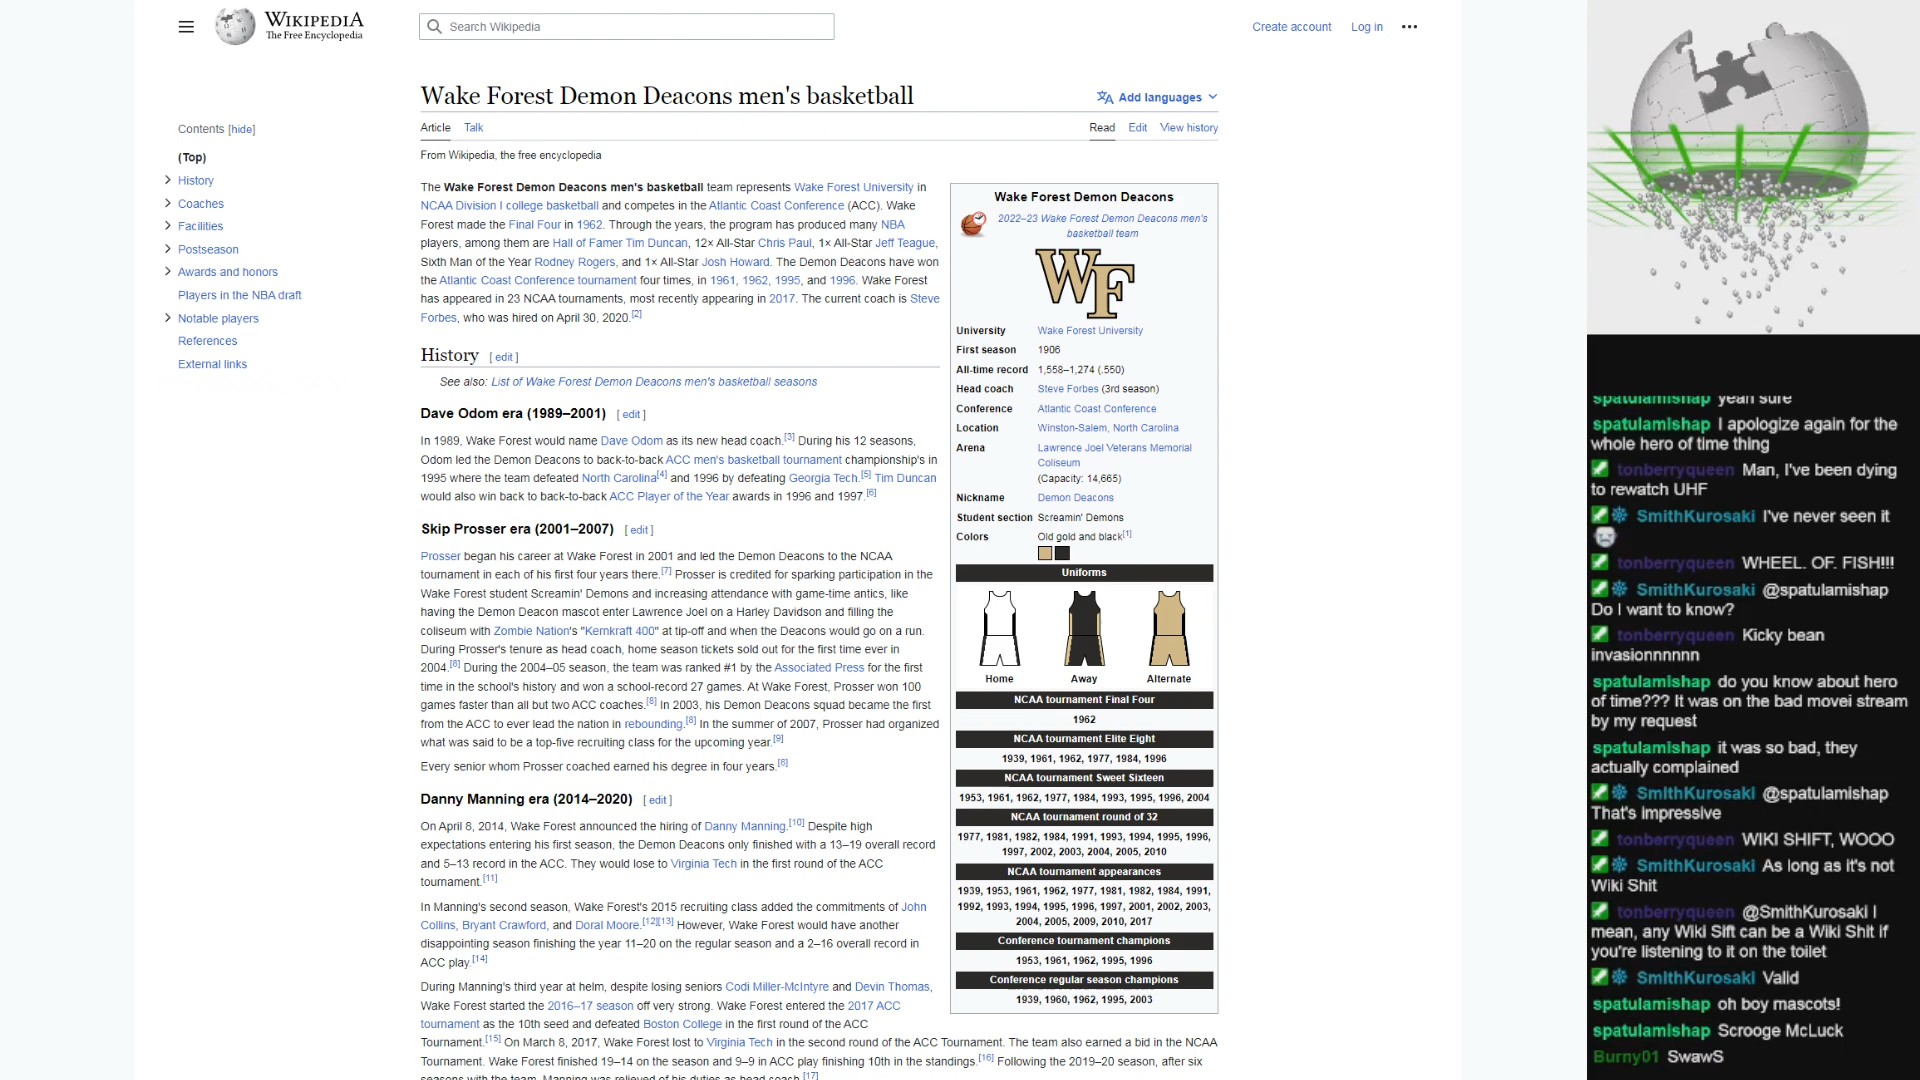 WIKIPEDIA
The Free Encyclopedia
Search Wikipedia
Create account
Log in
Contents [hide]
(Top)
History
Coaches
Facilities
Postseason
Awards and honors
Players in the NBA draft
Notable players
References
External links
Wake Forest Demon Deacons men's basketball
Add languages
Article Talk
Read Edit View history
From Wikipedia, the free encyclopedia
The Wake Forest Demon Deacons men's basketball team represents Wake Forest University in
NCAA Division I college basketball and competes in the Atlantic Coast Conference (ACC). Wake
Forest made the Final Four in 1962. Through the years, the program has produced many NBA
players, among them are Hall of Famer Tim Duncan, 12× All-Star Chris Paul, 1× All-Star Jeff Teague,
Sixth Man of the Year Rodney Rogers, and 1× All-Star Josh Howard. The Demon Deacons have won
the Atlantic Coast Conference tournament four times, in 1961, 1962, 1995, and 1996. Wake Forest
has appeared in 23 NCAA tournaments, most recently appearing in 2017. The current coach is Steve
Forbes, who was hired on April 30, 2020.[2]
History [ edit ]
See also: List of Wake Forest Demon Deacons men's basketball seasons
Dave Odom era (1989–2001) [ edit ]
In 1989, Wake Forest would name Dave Odom as its new head coach.[3] During his 12 seasons,
Odom led the Demon Deacons to back-to-back ACC men's basketball tournament championship's in
1995 where the team defeated North Carolina[4] and 1996 by defeating Georgia Tech.[5] Tim Duncan
would also win back to back-to-back ACC Player of the Year awards in 1996 and 1997.[6]
Skip Prosser era (2001–2007) [ edit ]
Prosser began his career at Wake Forest in 2001 and led the Demon Deacons to the NCAA
tournament in each of his first four years there.[7] Prosser is credited for sparking participation in the
Wake Forest student Screamin' Demons and increasing attendance with game-time antics, like
having the Demon Deacon mascot enter Lawrence Joel on a Harley Davidson and filling the
coliseum with Zombie Nation's "Kernkraft 400" at tip-off and when the Deacons would go on a run.
During Prosser's tenure as head coach, home season tickets sold out for the first time ever in
2004.[8] During the 2004–05 season, the team was ranked #1 by the Associated Press for the first
time in the school's history and won a school-record 27 games. At Wake Forest, Prosser won 100
games faster than all but two ACC coaches.[8] In 2003, his Demon Deacons squad became the first
from the ACC to ever lead the nation in rebounding.[8] In the summer of 2007, Prosser had organized
what was said to be a top-five recruiting class for the upcoming year.[9]
Every senior whom Prosser coached earned his degree in four years.[8]
Danny Manning era (2014–2020) [ edit ]
On April 8, 2014, Wake Forest announced the hiring of Danny Manning.[10] Despite high
expectations entering his first season, the Demon Deacons only finished with a 13–19 overall record
and 5–13 record in the ACC. They would lose to Virginia Tech in the first round of the ACC
tournament.[11]
In Manning's second season, Wake Forest's 2015 recruiting class added the commitments of John
Collins, Bryant Crawford, and Doral Moore.[12][13] However, Wake Forest would have another
disappointing season finishing the year 11–20 on the regular season and a 2–16 overall record in
ACC play.[14]
During Manning's third year at helm, despite losing seniors Codi Miller-McIntyre and Devin Thomas,
Wake Forest started the 2016–17 season off very strong. Wake Forest entered the 2017 ACC
tournament as the 10th seed and defeated Boston College in the first round of the ACC
Tournament.[15] On March 8, 2017, Wake Forest lost to Virginia Tech in the second round of the ACC Tournament. The team also earned a bid in the NCAA
Tournament. Wake Forest finished 19–14 on the season and 9–9 in ACC play finishing 10th in the standings.[16] Following the 2019–20 season, after six
seasons with the team, Manning was relieved of his duties as head coach.[17]
Wake Forest Demon Deacons
2022–23 Wake Forest Demon Deacons men's
basketball team
WF
University Wake Forest University
First season 1906
All-time record 1,558–1,274 (.550)
Head coach Steve Forbes (3rd season)
Conference Atlantic Coast Conference
Location Winston-Salem, North Carolina
Arena Lawrence Joel Veterans Memorial
Coliseum
(Capacity: 14,665)
Nickname Demon Deacons
Student section Screamin' Demons
Colors Old gold and black[1]
Uniforms
Home Away Alternate
NCAA tournament Final Four
1962
NCAA tournament Elite Eight
1939, 1961, 1962, 1977, 1984, 1996
NCAA tournament Sweet Sixteen
1953, 1961, 1962, 1977, 1984, 1993, 1995, 1996, 2004
NCAA tournament round of 32
1977, 1981, 1982, 1984, 1991, 1993, 1994, 1995, 1996,
1997, 2002, 2003, 2004, 2005, 2010
NCAA tournament appearances
1939, 1953, 1961, 1962, 1977, 1981, 1982, 1984, 1991,
1992, 1993, 1994, 1995, 1996, 1997, 2001, 2002, 2003,
2004, 2005, 2009, 2010, 2017
Conference tournament champions
1953, 1961, 1962, 1995, 1996
Conference regular season champions
1939, 1960, 1962, 1995, 2003
spatulamishap yeah sure
spatulamishap I apologize again for the
whole hero of time thing
tonberryqueen Man, I've been dying
to rewatch UHF
SmithKurosaki I've never seen it
tonberryqueen WHEEL. OF. FISH!!!
SmithKurosaki @spatulamishap
Do I want to know?
tonberryqueen Kicky bean
invasionnnnnn
spatulamishap do you know about hero
of time??? It was on the bad movei stream
by my request
spatulamishap it was so bad, they
actually complained
SmithKurosaki @spatulamishap
That's impressive
tonberryqueen WIKI SHIFT, WOOO
SmithKurosaki As long as it's not
Wiki Shit
tonberryqueen @SmithKurosaki I
mean, any Wiki Sift can be a Wiki Shit if
you're listening to it on the toilet
SmithKurosaki Valid
spatulamishap oh boy mascots!
spatulamishap Scrooge McLuck
Burny01 SwawS